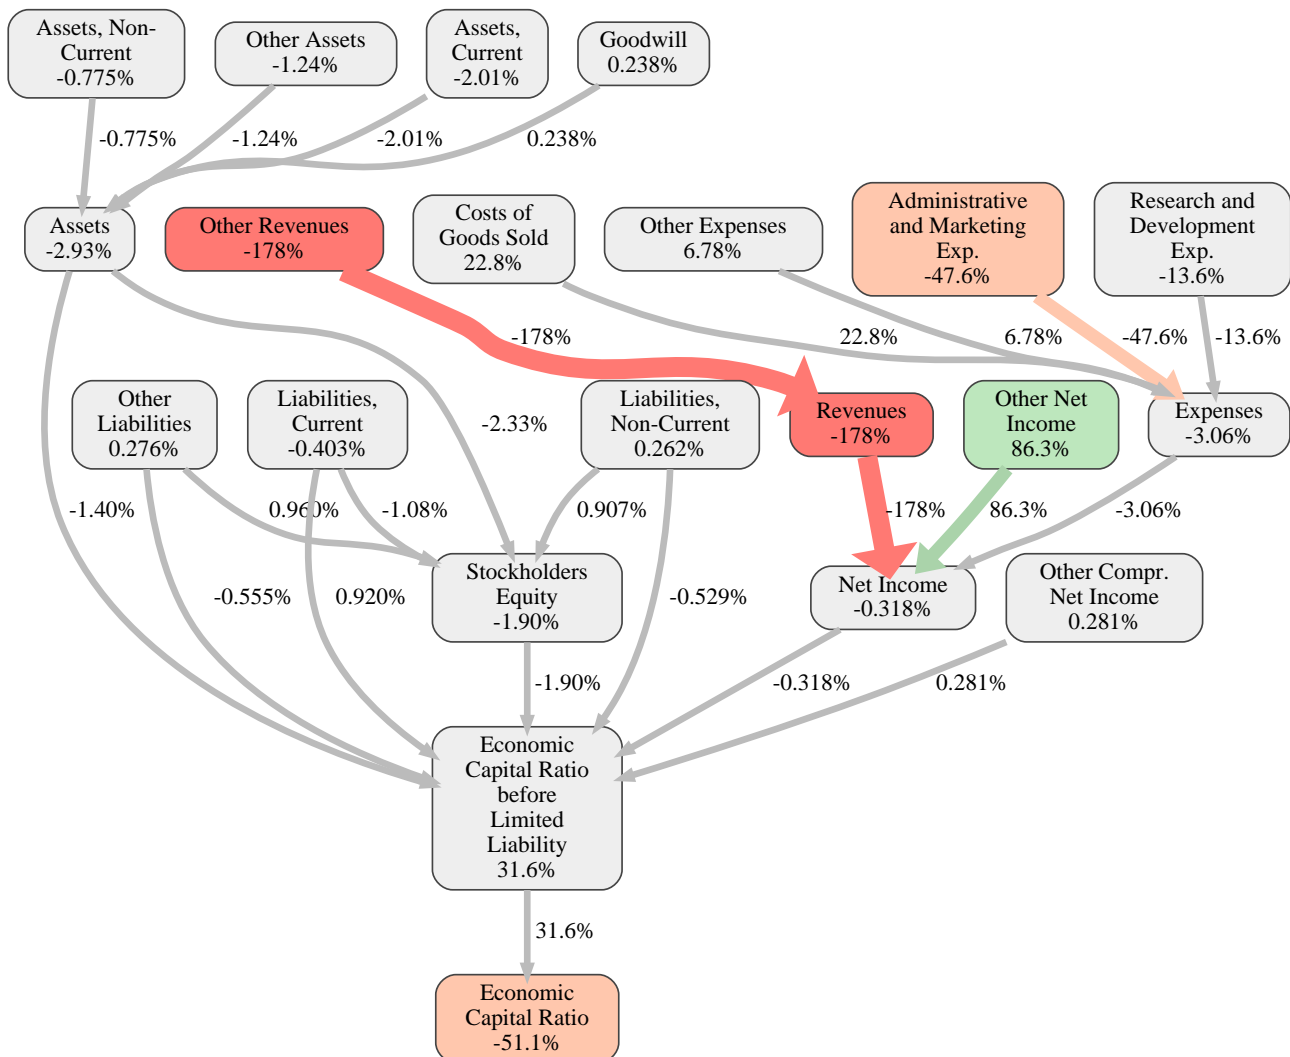 Assets, Non-
Current
-0.775%
Other Assets
-1.24%
Assets,
Current
-2.01%
Goodwill
0.238%
-0.775%
-1.24%
-2.01%
0.238%
Assets
-2.93%
Other Revenues
-178%
Costs of
Goods Sold
22.8%
Other Expenses
6.78%
Administrative
and Marketing
Exp.
-47.6%
Research and
Development
Exp.
-13.6%
-178%
22.8%
6.78%
-47.6%
-13.6%
Other
Liabilities
0.276%
Liabilities,
Current
-0.403%
-2.33%
Liabilities,
Non-Current
0.262%
Revenues
-178%
Other Net
Income
86.3%
Expenses
-3.06%
-1.40%
0.960%
-1.08%
0.907%
-178%
86.3%
-3.06%
-0.555%
0.920%
Stockholders
Equity
-1.90%
-0.529%
Net Income
-0.318%
Other Compr.
Net Income
0.281%
-1.90%
-0.318%
0.281%
Economic
Capital Ratio
before
Limited
Liability
31.6%
31.6%
Economic
Capital Ratio
-51.1%